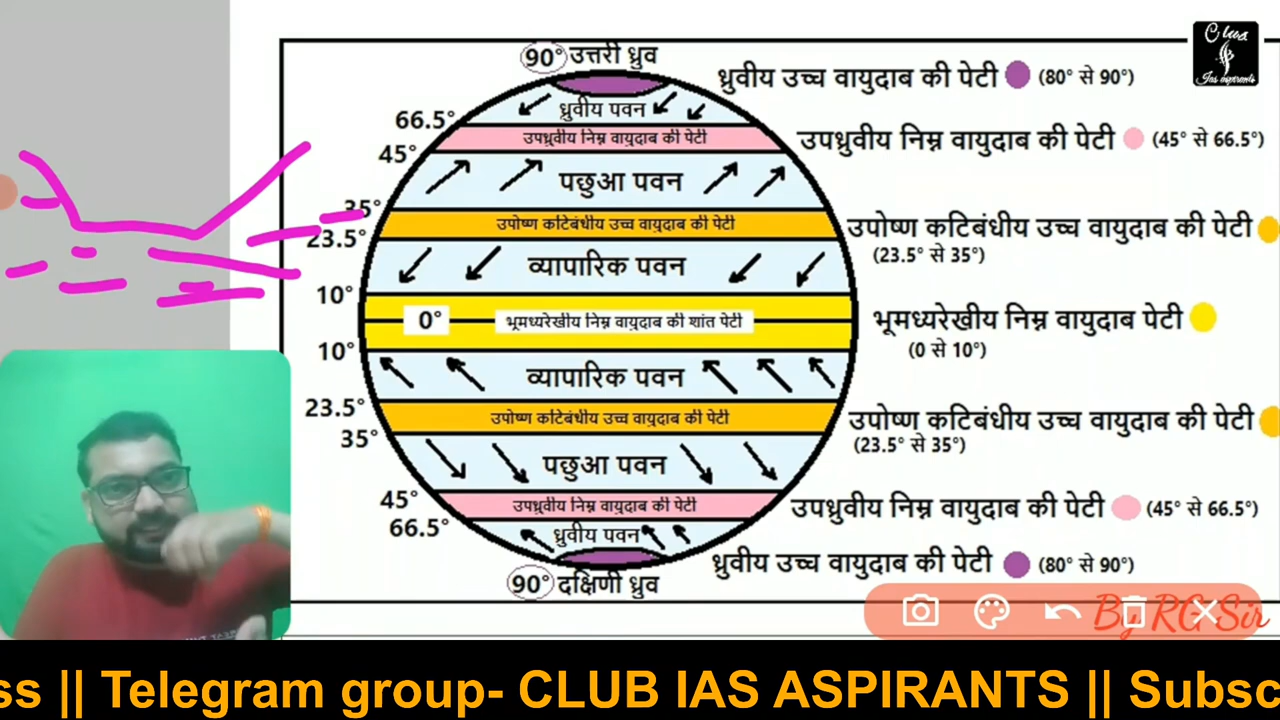 Club
Ias aspirants
90° उत्तरी ध्रुव
ध्रुवीय उच्च वायुदाब की पेटी (80° से 90°)
ध्रुवीय पवन
66.5°
उपध्रुवीय निम्न वायुदाब की पेटी
उपध्रुवीय निम्न वायुदाब की पेटी (45° से 66.5°)
45°
पछुआ पवन
35°
उपोष्ण कटिबंधीय उच्च वायुदाब की पेटी
उपोष्ण कटिबंधीय उच्च वायुदाब की पेटी
(23.5° से 35°)
23.5°
व्यापारिक पवन
10°
0°
भूमध्यरेखीय निम्न वायुदाब की शांत पेटी
भूमध्यरेखीय निम्न वायुदाब पेटी
(0 से 10°)
10°
व्यापारिक पवन
23.5°
उपोष्ण कटिबंधीय उच्च वायुदाब की पेटी
उपोष्ण कटिबंधीय उच्च वायुदाब की पेटी
(23.5° से 35°)
35°
पछुआ पवन
45°
उपध्रुवीय निम्न वायुदाब की पेटी
उपध्रुवीय निम्न वायुदाब की पेटी (45° से 66.5°)
66.5°
ध्रुवीय पवन
ध्रुवीय उच्च वायुदाब की पेटी (80° से 90°)
90° दक्षिणी ध्रुव
By RG Sir
ss || Telegram group- CLUB IAS ASPIRANTS || Subsc